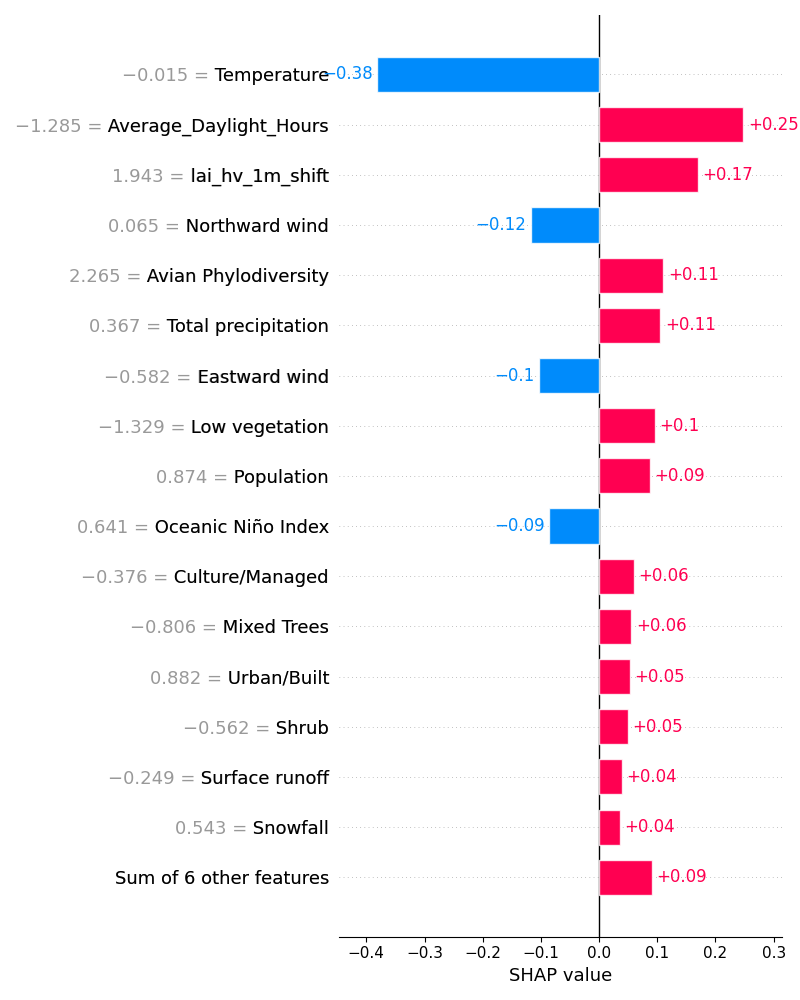 −0.015 = Temperature −0.38
−1.285 = Average_Daylight_Hours +0.25
1.943 = lai_hv_1m_shift +0.17
0.065 = Northward wind −0.12
2.265 = Avian Phylodiversity +0.11
0.367 = Total precipitation +0.11
−0.582 = Eastward wind −0.1
−1.329 = Low vegetation +0.1
0.874 = Population +0.09
0.641 = Oceanic Niño Index −0.09
−0.376 = Culture/Managed +0.06
−0.806 = Mixed Trees +0.06
0.882 = Urban/Built +0.05
−0.562 = Shrub +0.05
−0.249 = Surface runoff +0.04
0.543 = Snowfall +0.04
Sum of 6 other features +0.09
−0.4 −0.3 −0.2 −0.1 0.0 0.1 0.2 0.3
SHAP value